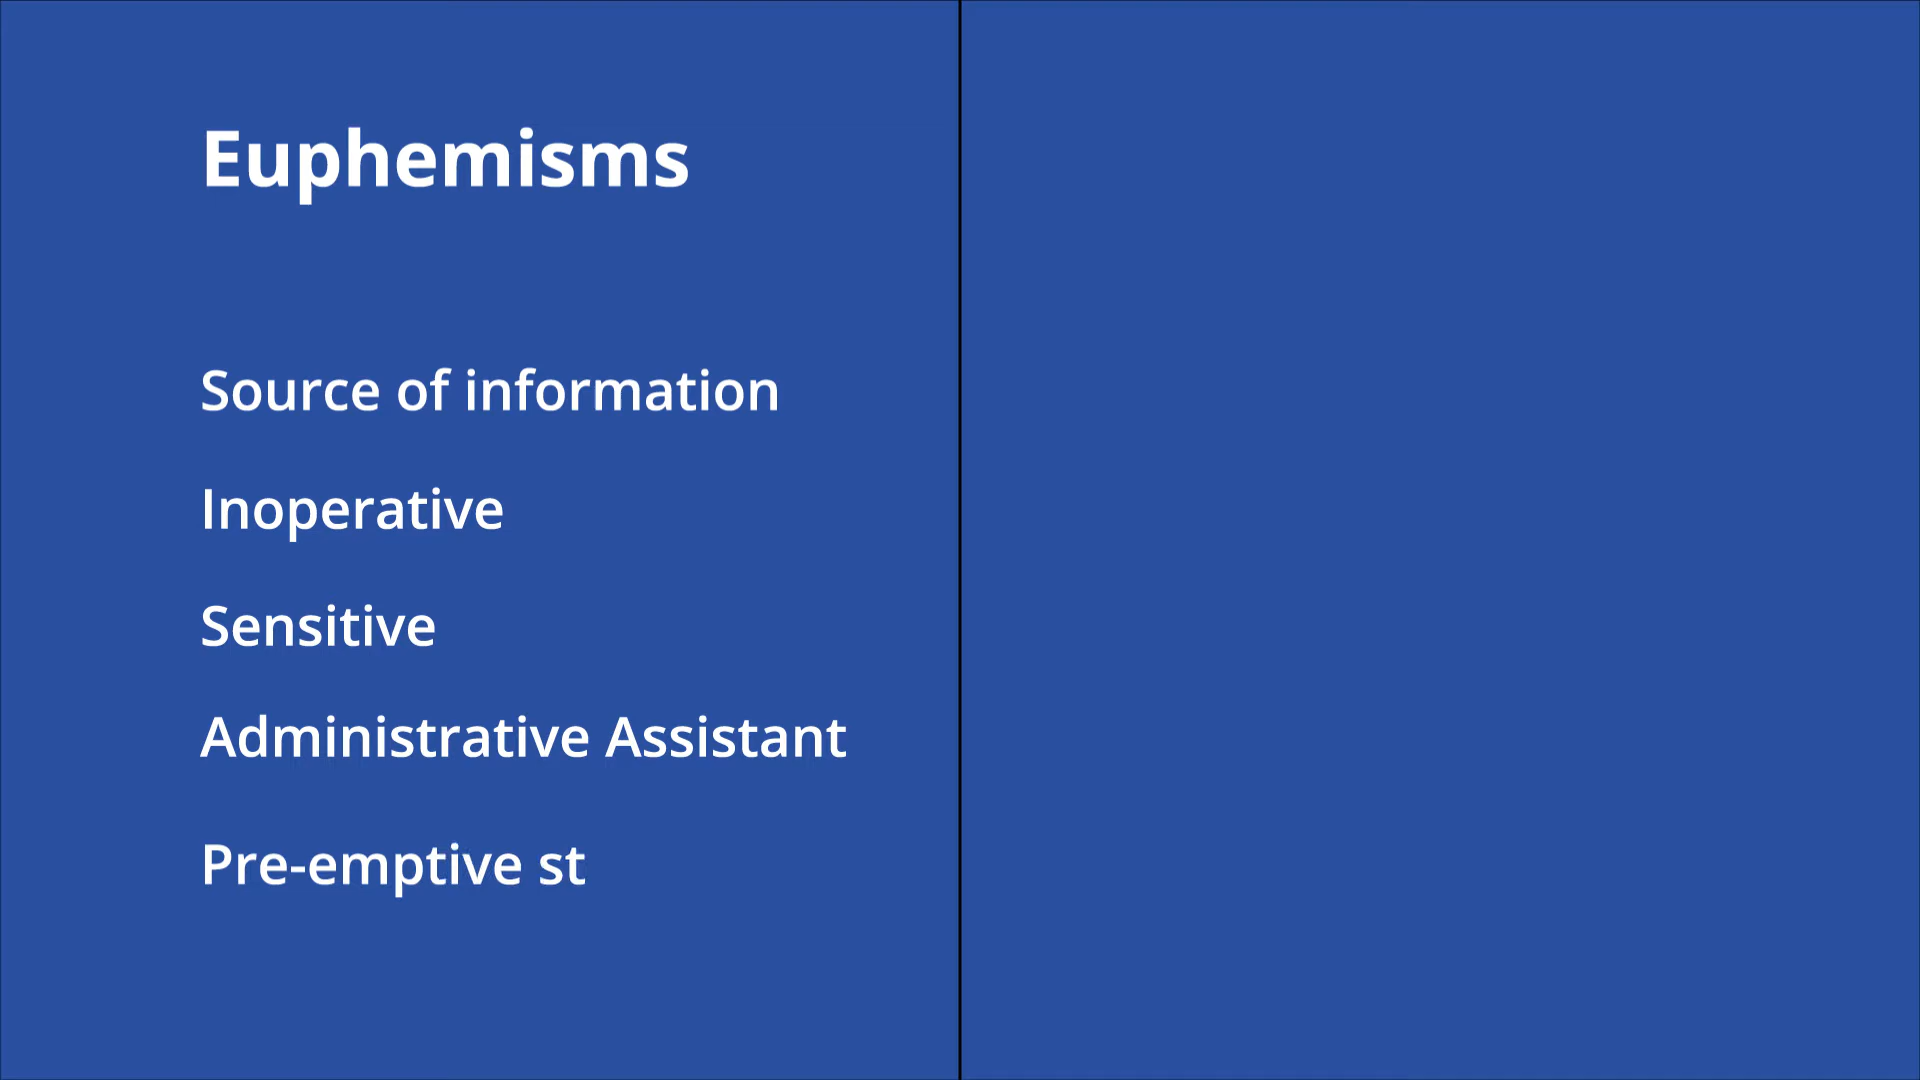 Euphemisms
Source of information
Inoperative
Sensitive
Administrative Assistant
Pre-emptive st